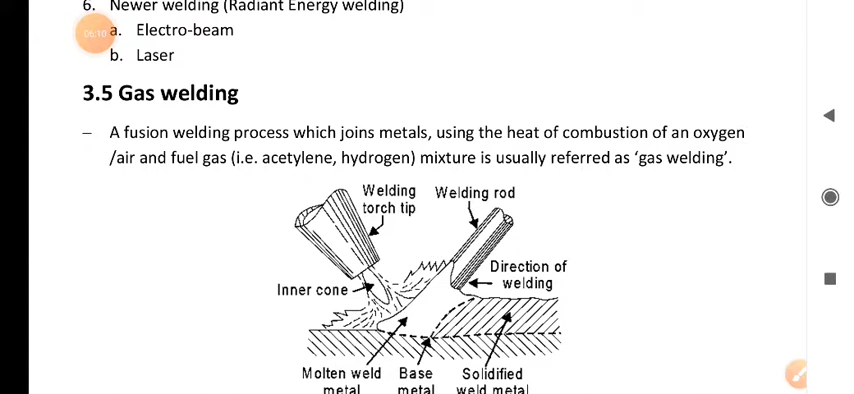 6. Newer welding (Radiant Energy welding)
05:10
a. Electro-beam
b. Laser
3.5 Gas welding
– A fusion welding process which joins metals, using the heat of combustion of an oxygen
/air and fuel gas (i.e. acetylene, hydrogen) mixture is usually referred as ‘gas welding’.
Welding torch tip
Welding rod
Direction of welding
Inner cone
Molten weld metal
Base metal
Solidified weld metal